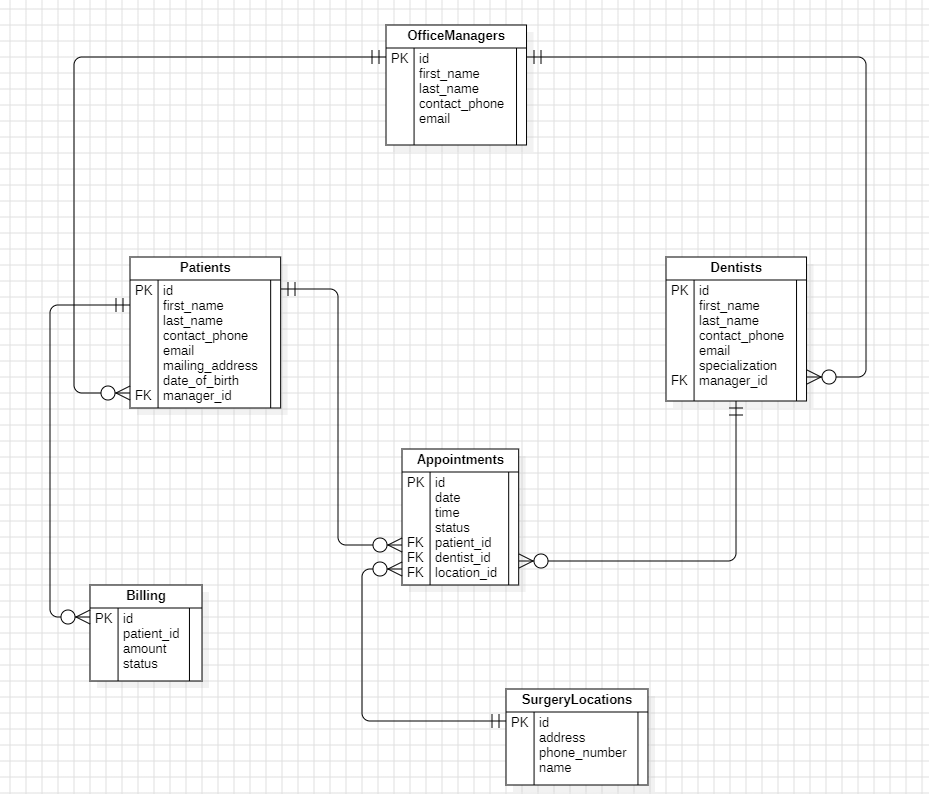 OfficeManagers
PK id
first_name
last_name
contact_phone
email
Patients
PK id
first_name
last_name
contact_phone
email
mailing_address
date_of_birth
FK manager_id
Dentists
PK id
first_name
last_name
contact_phone
email
specialization
FK manager_id
Appointments
PK id
date
time
status
FK patient_id
FK dentist_id
FK location_id
Billing
PK id
patient_id
amount
status
SurgeryLocations
PK id
address
phone_number
name